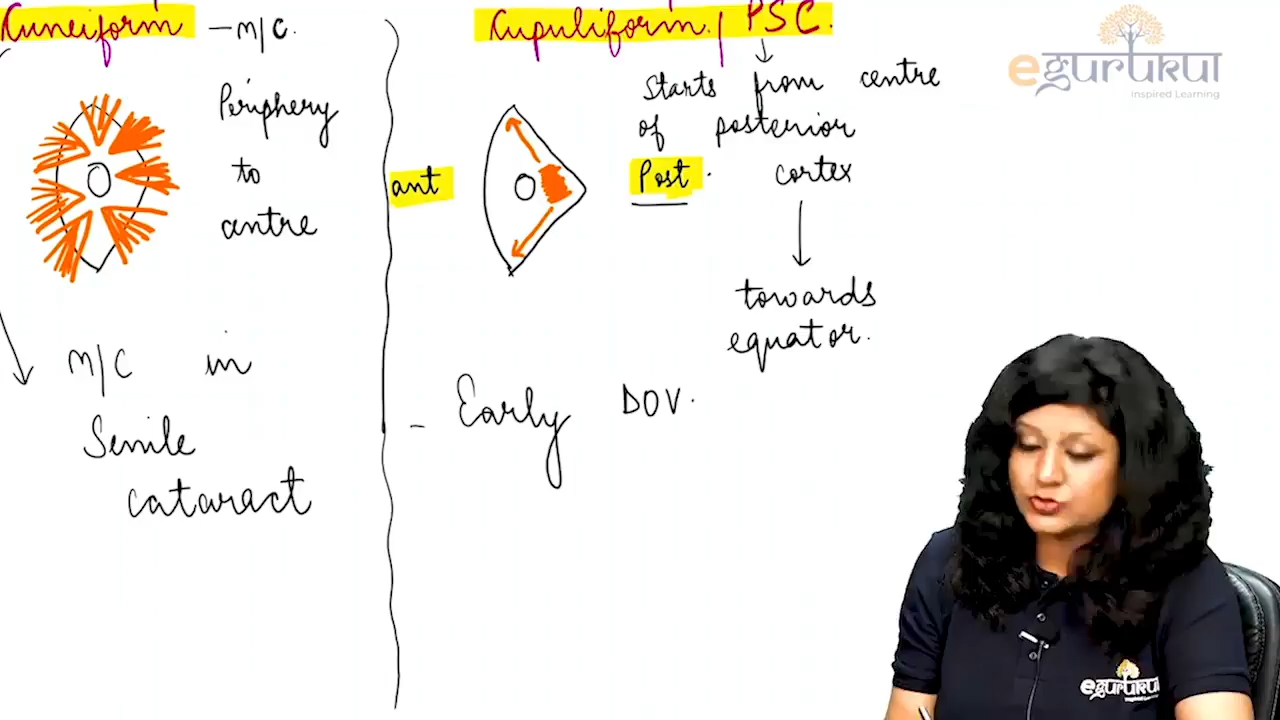 Cuneiform - M/C.
Periphery
to
centre
M/C in
Senile
cataract
Cupuliform / PSC.
Starts from centre
of posterior
cortex
ant
Post.
towards
equator.
- Early DOV.
egurukul
Inspired Learning
egurukul